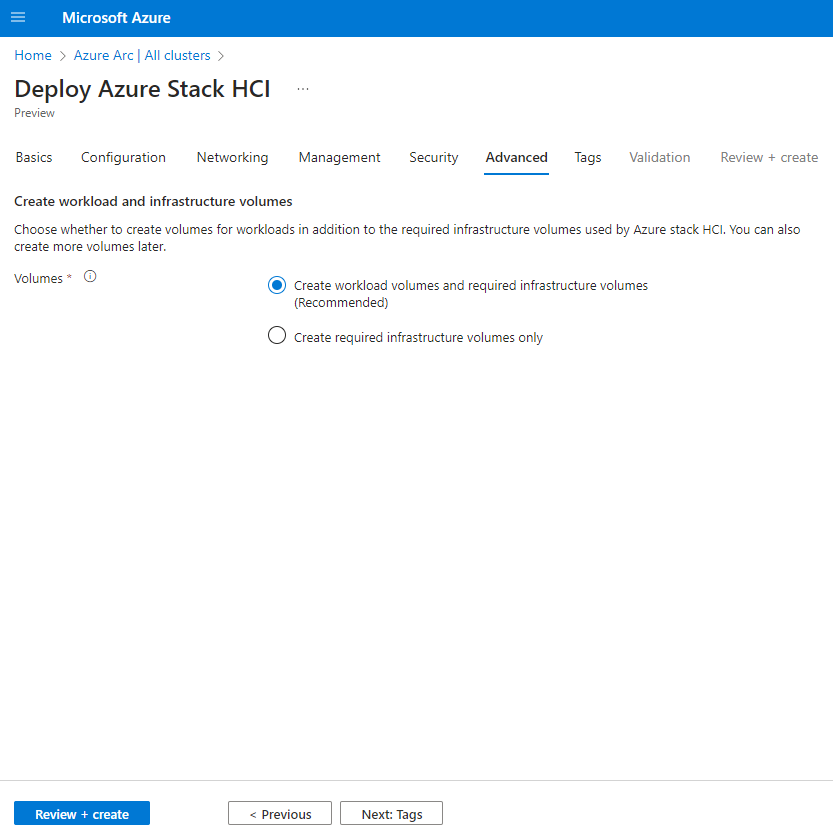 Microsoft Azure
Home > Azure Arc | All clusters >
Deploy Azure Stack HCI ...
Preview
Basics Configuration Networking Management Security Advanced Tags Validation Review + create
Create workload and infrastructure volumes
Choose whether to create volumes for workloads in addition to the required infrastructure volumes used by Azure stack HCI. You can also
create more volumes later.
Volumes *
Create workload volumes and required infrastructure volumes
(Recommended)
Create required infrastructure volumes only
Review + create < Previous Next: Tags